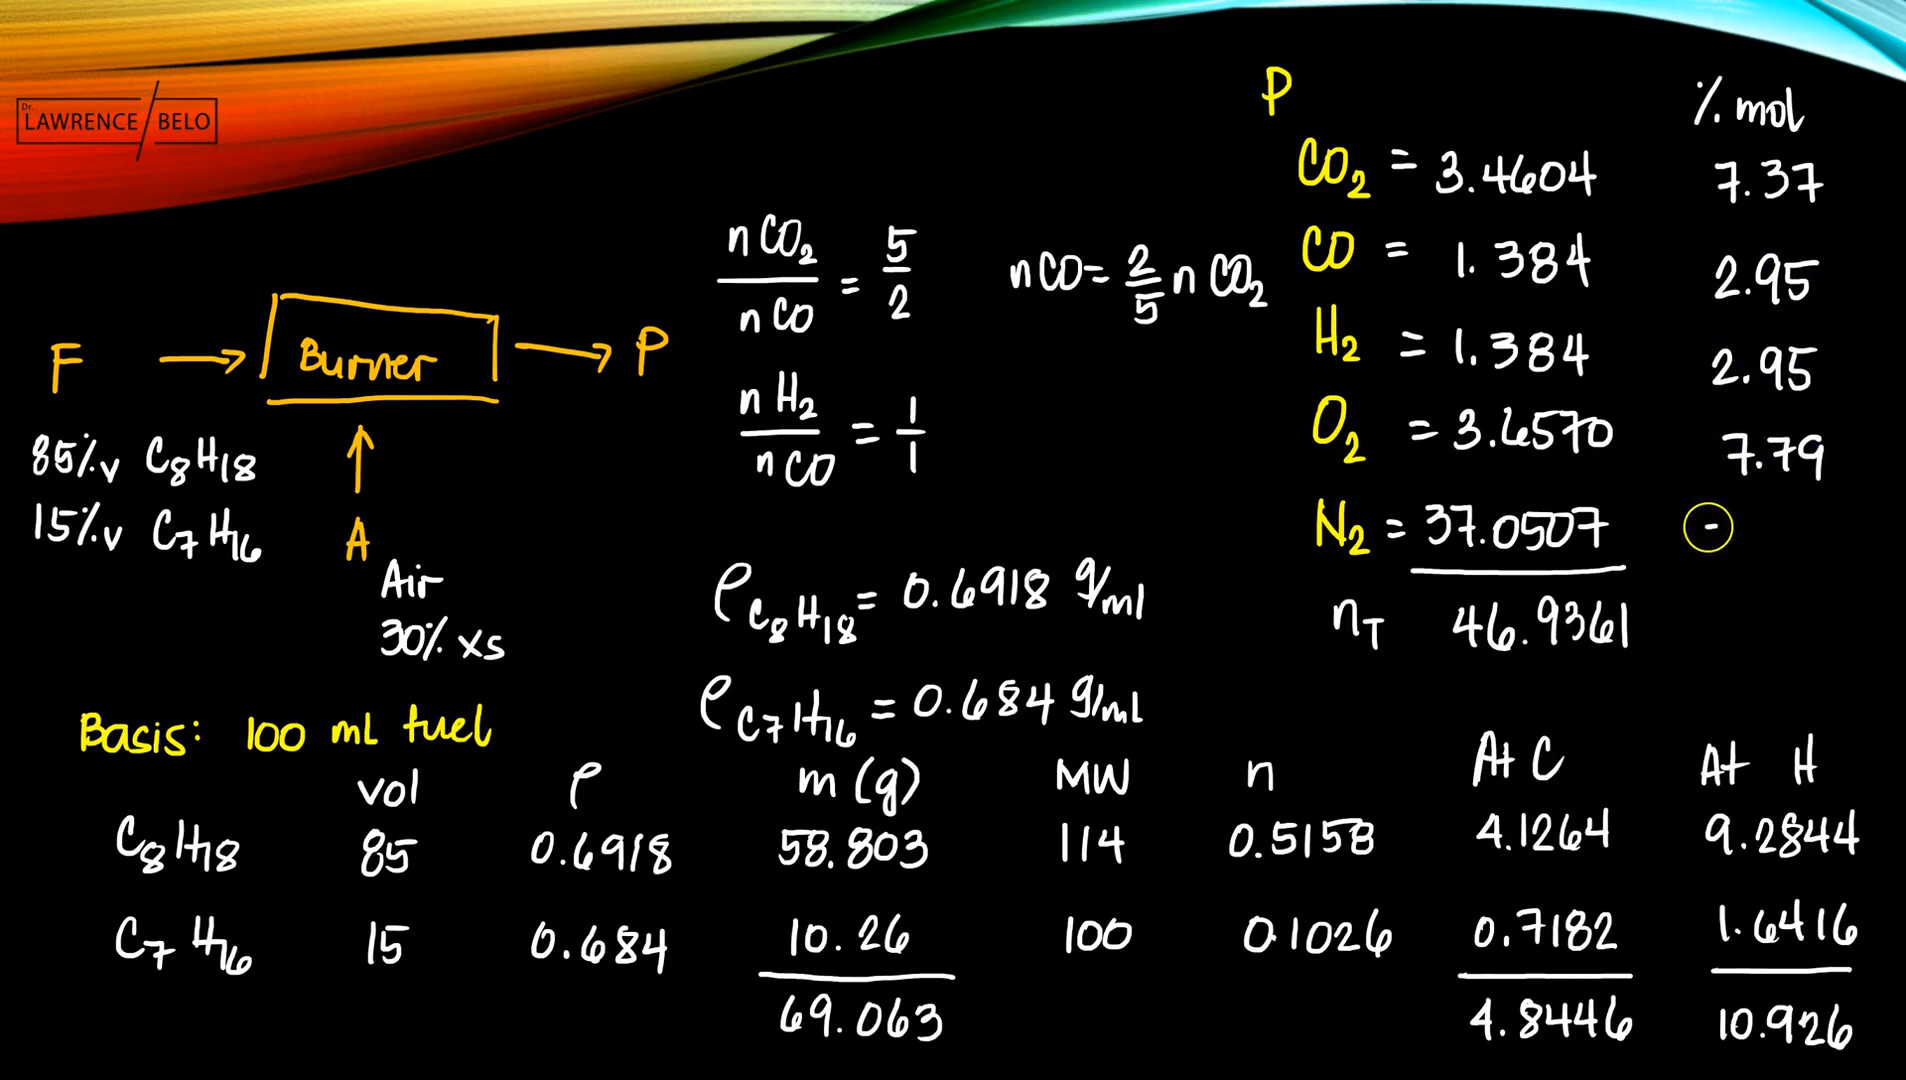 Dr.
LAWRENCE / BELO
F → Burner → P
85%v C₈H₁₈
15%v C₇H₁₆
A
Air
30% xs
nCO₂/nCO = 5/2
nCO = 2/5 nCO₂
nH₂/nCO = 1/1
ρ C₈H₁₈ = 0.6918 g/ml
ρ C₇H₁₆ = 0.684 g/ml
P %mol
CO₂ = 3.4604 7.37
CO = 1.384 2.95
H₂ = 1.384 2.95
O₂ = 3.6570 7.79
N₂ = 37.0507 -
nT 46.9361
Basis: 100 mL fuel
vol ρ m (g) MW n At C At H
C₈H₁₈ 85 0.6918 58.803 114 0.5158 4.1264 9.2844
C₇H₁₆ 15 0.684 10.26 100 0.1026 0.7182 1.6416
69.063 4.8446 10.926